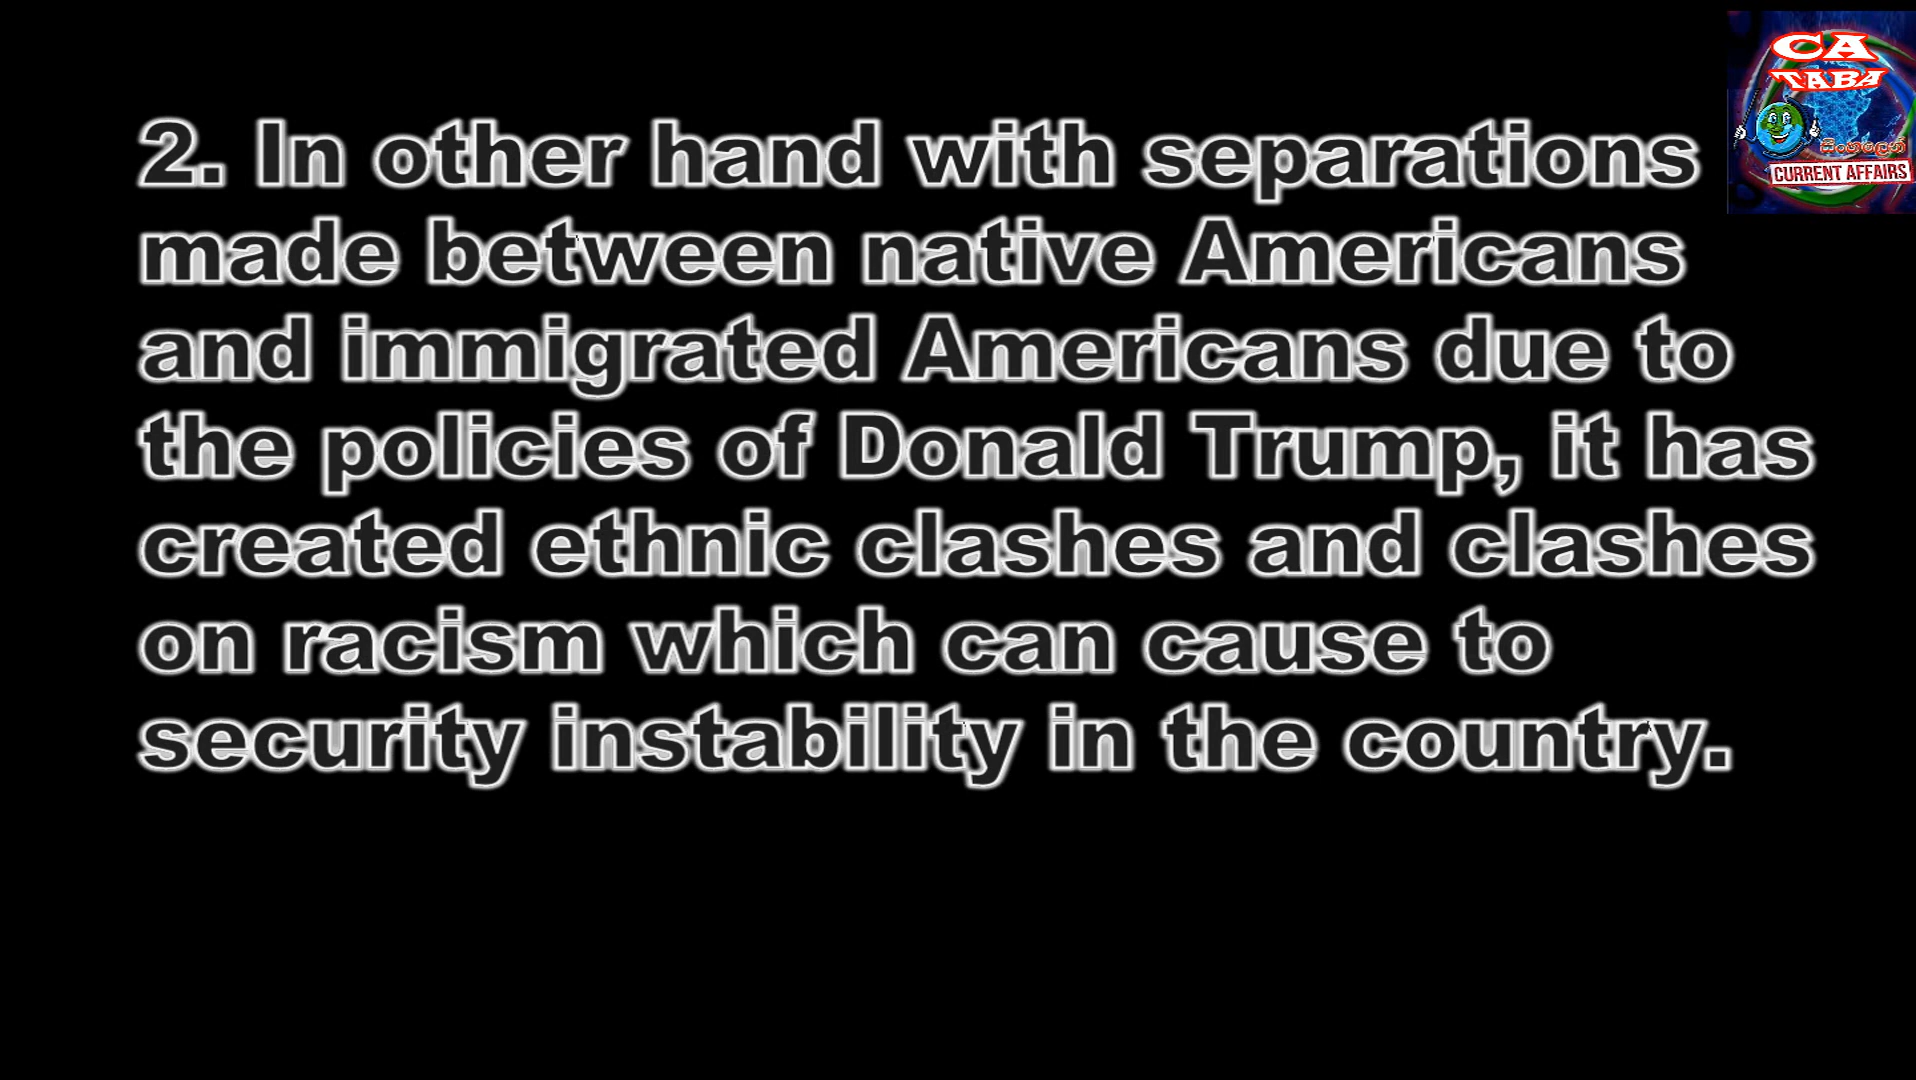 CA
TABA
සිංහලෙන්
CURRENT AFFAIRS
2. In other hand with separations
made between native Americans
and immigrated Americans due to
the policies of Donald Trump, it has
created ethnic clashes and clashes
on racism which can cause to
security instability in the country.